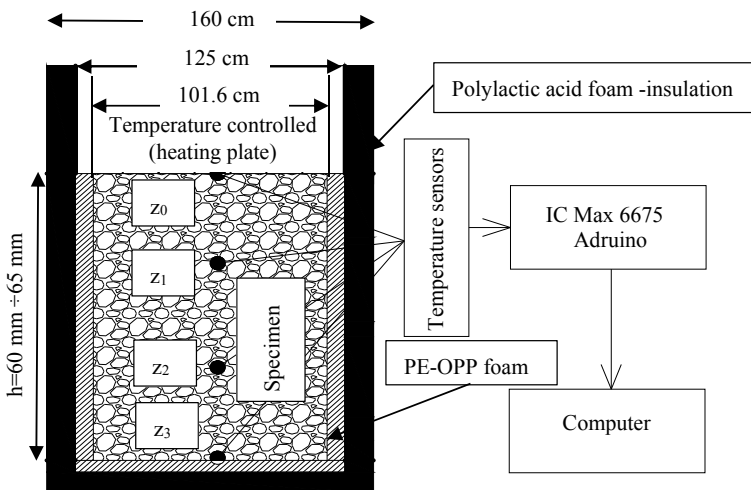 160 cm
125 cm
101.6 cm
Temperature controlled
(heating plate)
Polylactic acid foam -insulation
Temperature sensors
IC Max 6675
Adruino
h=60 mm ÷65 mm
z0
z1
z2
z3
Specimen
PE-OPP foam
Computer